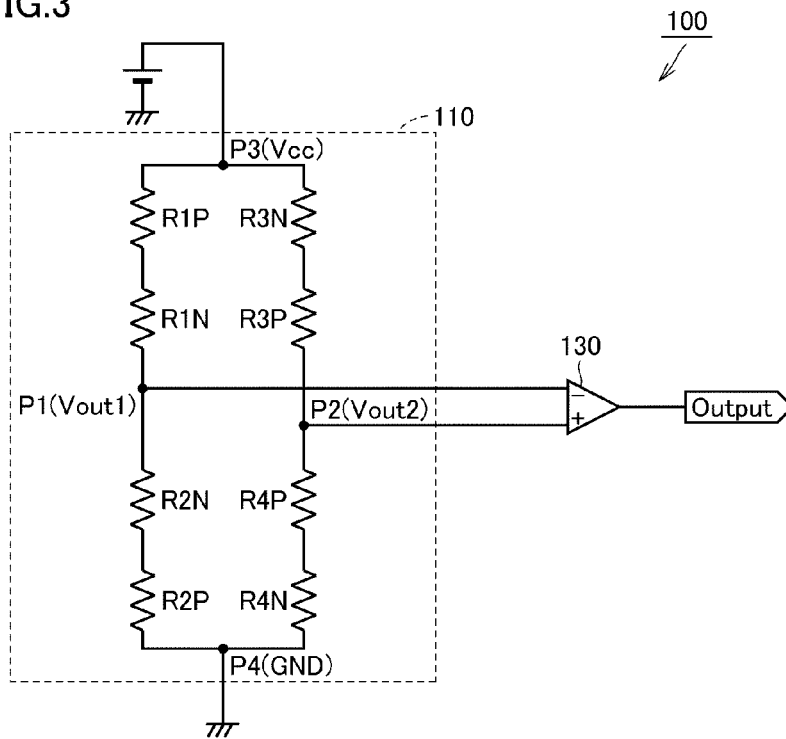 FIG.3
100
110
P3(Vcc)
R1P
R3N
R1N
R3P
130
P1(Vout1)
P2(Vout2)
−
+
Output
R2N
R4P
R2P
R4N
P4(GND)